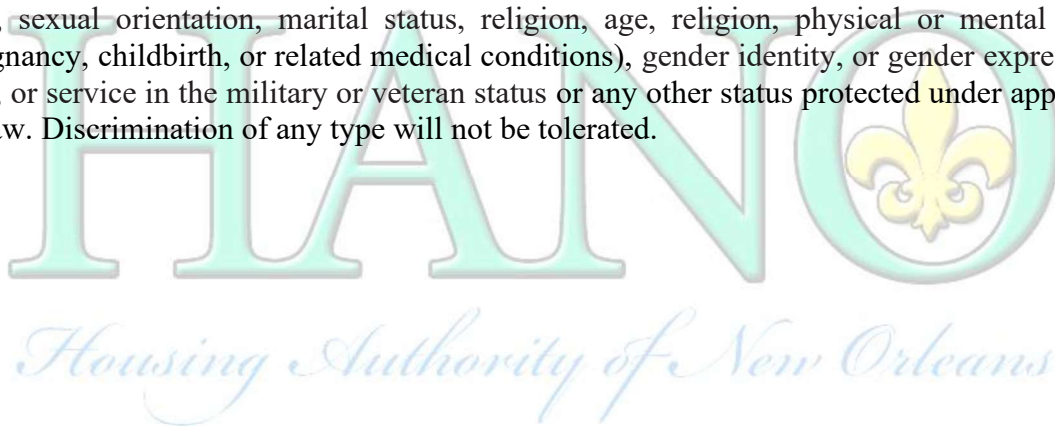 sexual orientation, marital status, religion, age, religion, physical or mental
gnancy, childbirth, or related medical conditions), gender identity, or gender expre
or service in the military or veteran status or any other status protected under app
w. Discrimination of any type will not be tolerated.
HANO
Housing Authority of New Orleans